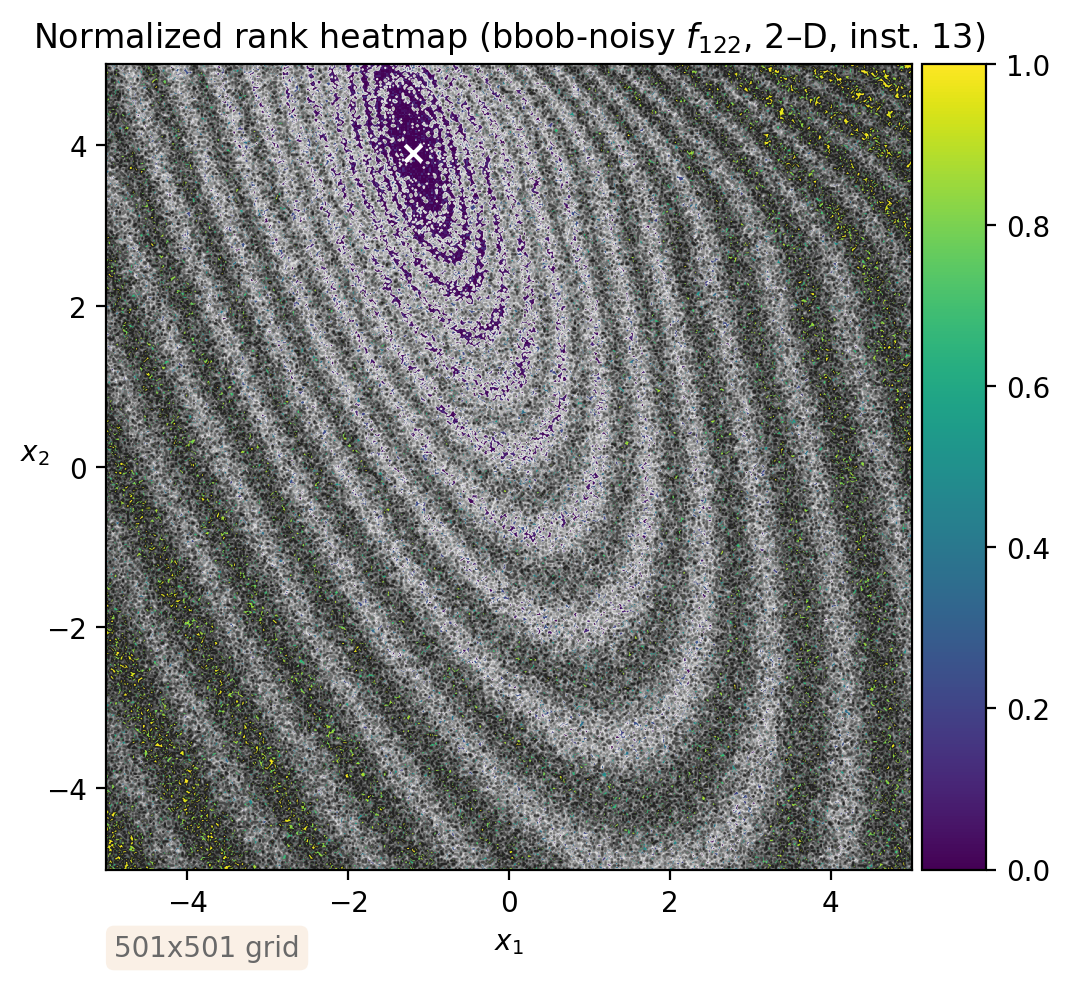 Normalized rank heatmap (bbob-noisy f₁₂₂, 2–D, inst. 13)
1.0
4
0.8
2
0.6
x₂
0
0.4
−2
0.2
−4
0.0
−4 −2 0 2 4
x₁
501x501 grid